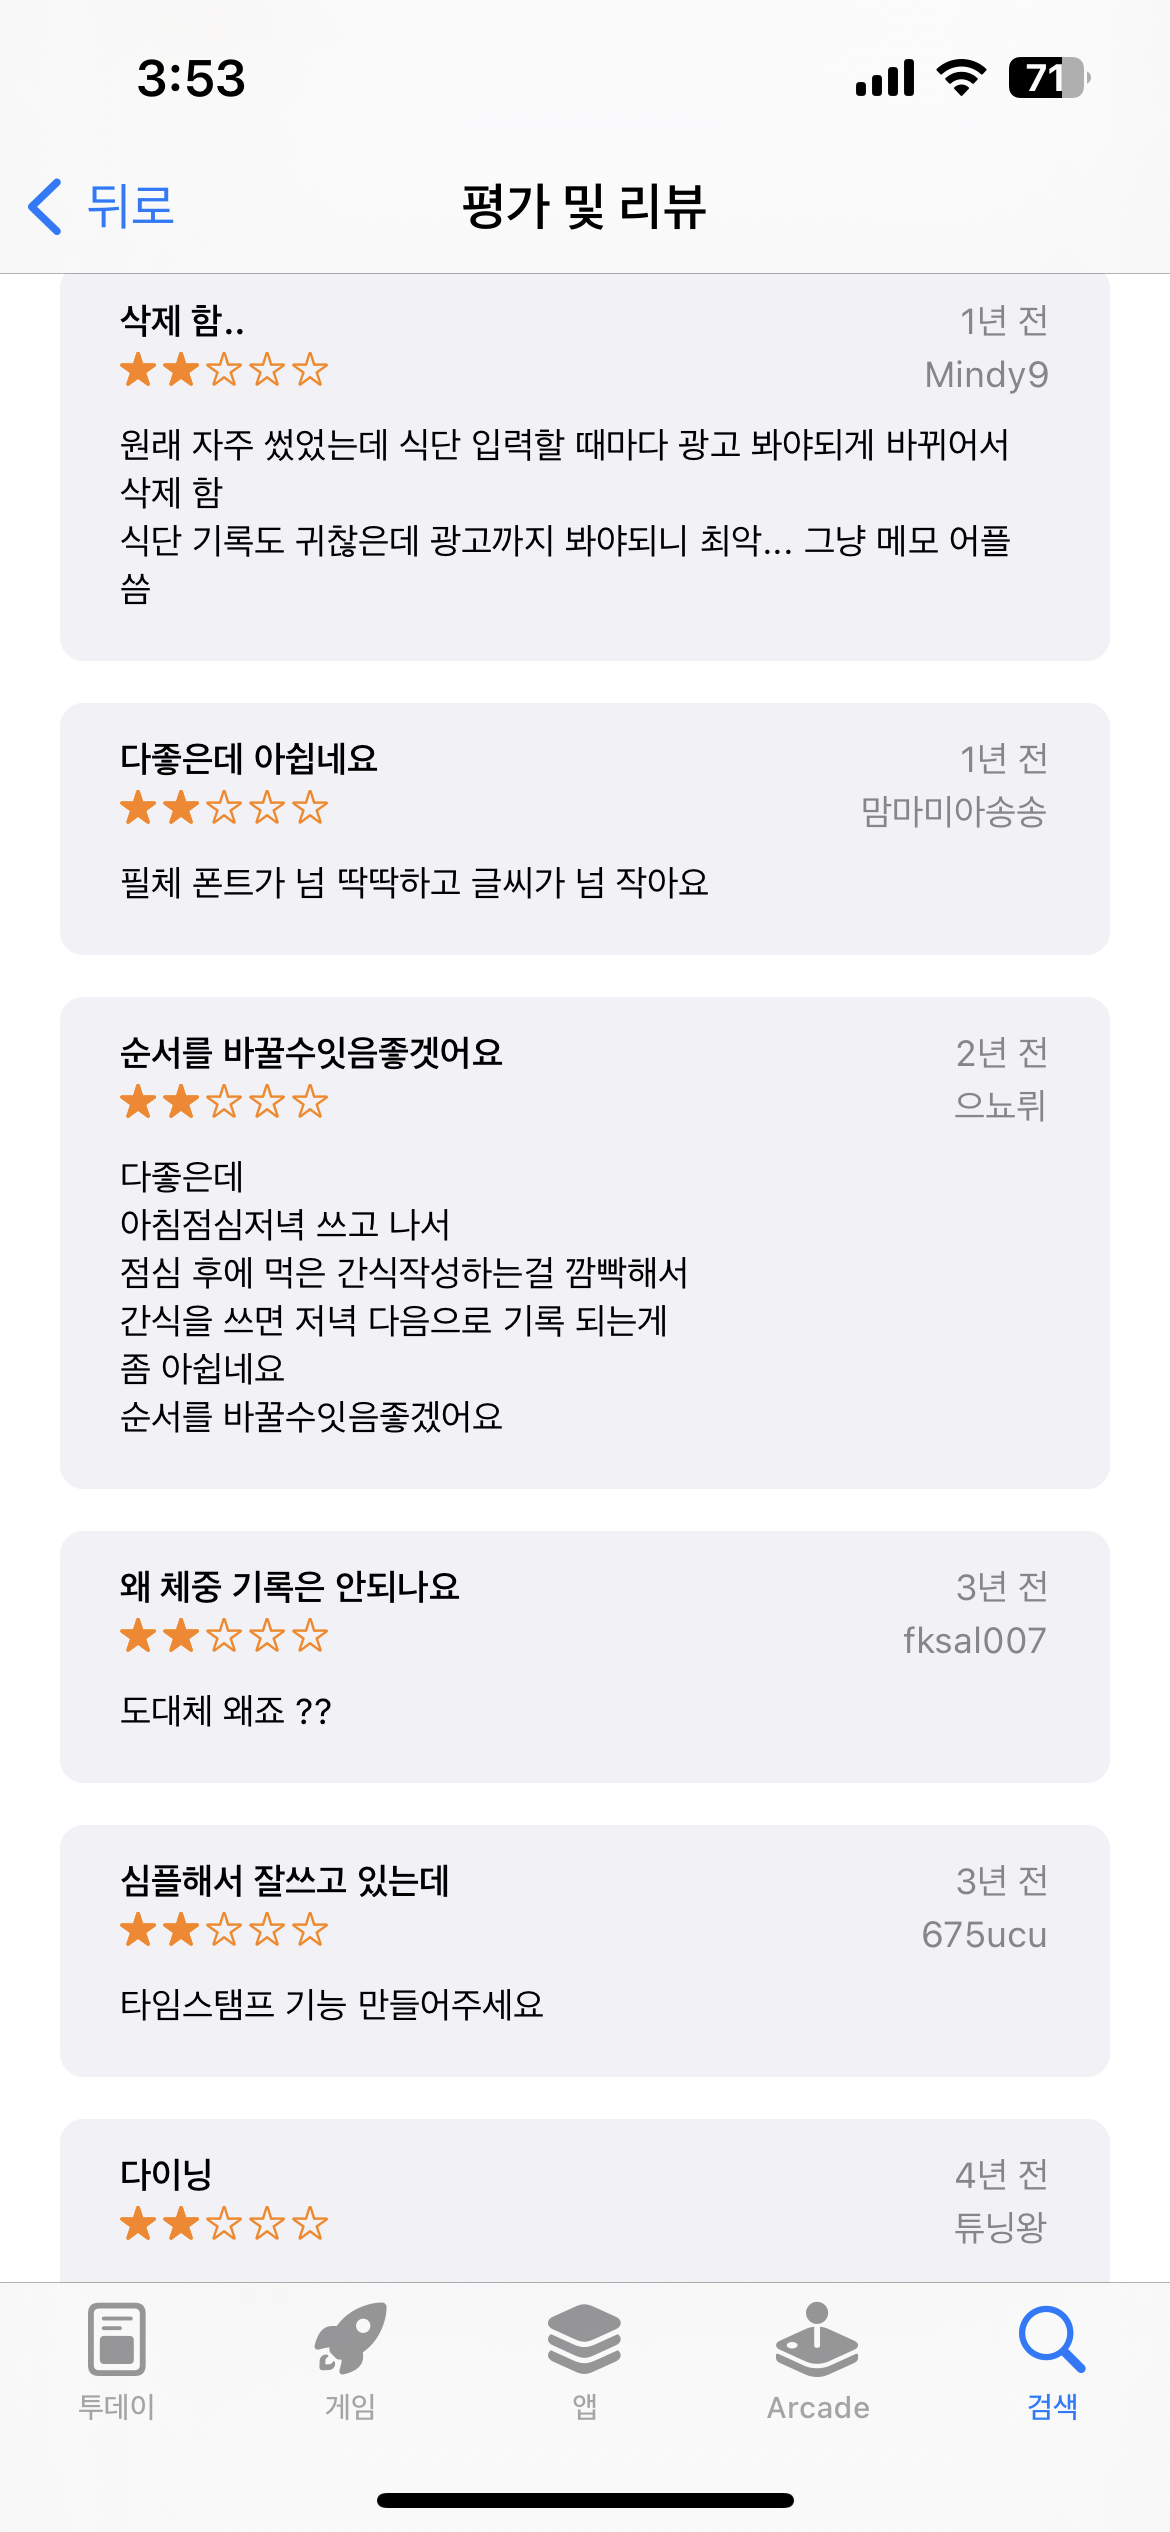 3:53
71
뒤로
평가 및 리뷰
삭제 함..
1년 전
Mindy9
원래 자주 썼었는데 식단 입력할 때마다 광고 봐야되게 바뀌어서
삭제 함
식단 기록도 귀찮은데 광고까지 봐야되니 최악... 그냥 메모 어플
씀
다좋은데 아쉽네요
1년 전
맘마미아송송
필체 폰트가 넘 딱딱하고 글씨가 넘 작아요
순서를 바꿀수잇음좋겟어요
2년 전
으뇨뤼
다좋은데
아침점심저녁 쓰고 나서
점심 후에 먹은 간식작성하는걸 깜빡해서
간식을 쓰면 저녁 다음으로 기록 되는게
좀 아쉽네요
순서를 바꿀수잇음좋겠어요
왜 체중 기록은 안되나요
3년 전
fksal007
도대체 왜죠 ??
심플해서 잘쓰고 있는데
3년 전
675ucu
타임스탬프 기능 만들어주세요
다이닝
4년 전
튜닝왕
투데이
게임
앱
Arcade
검색